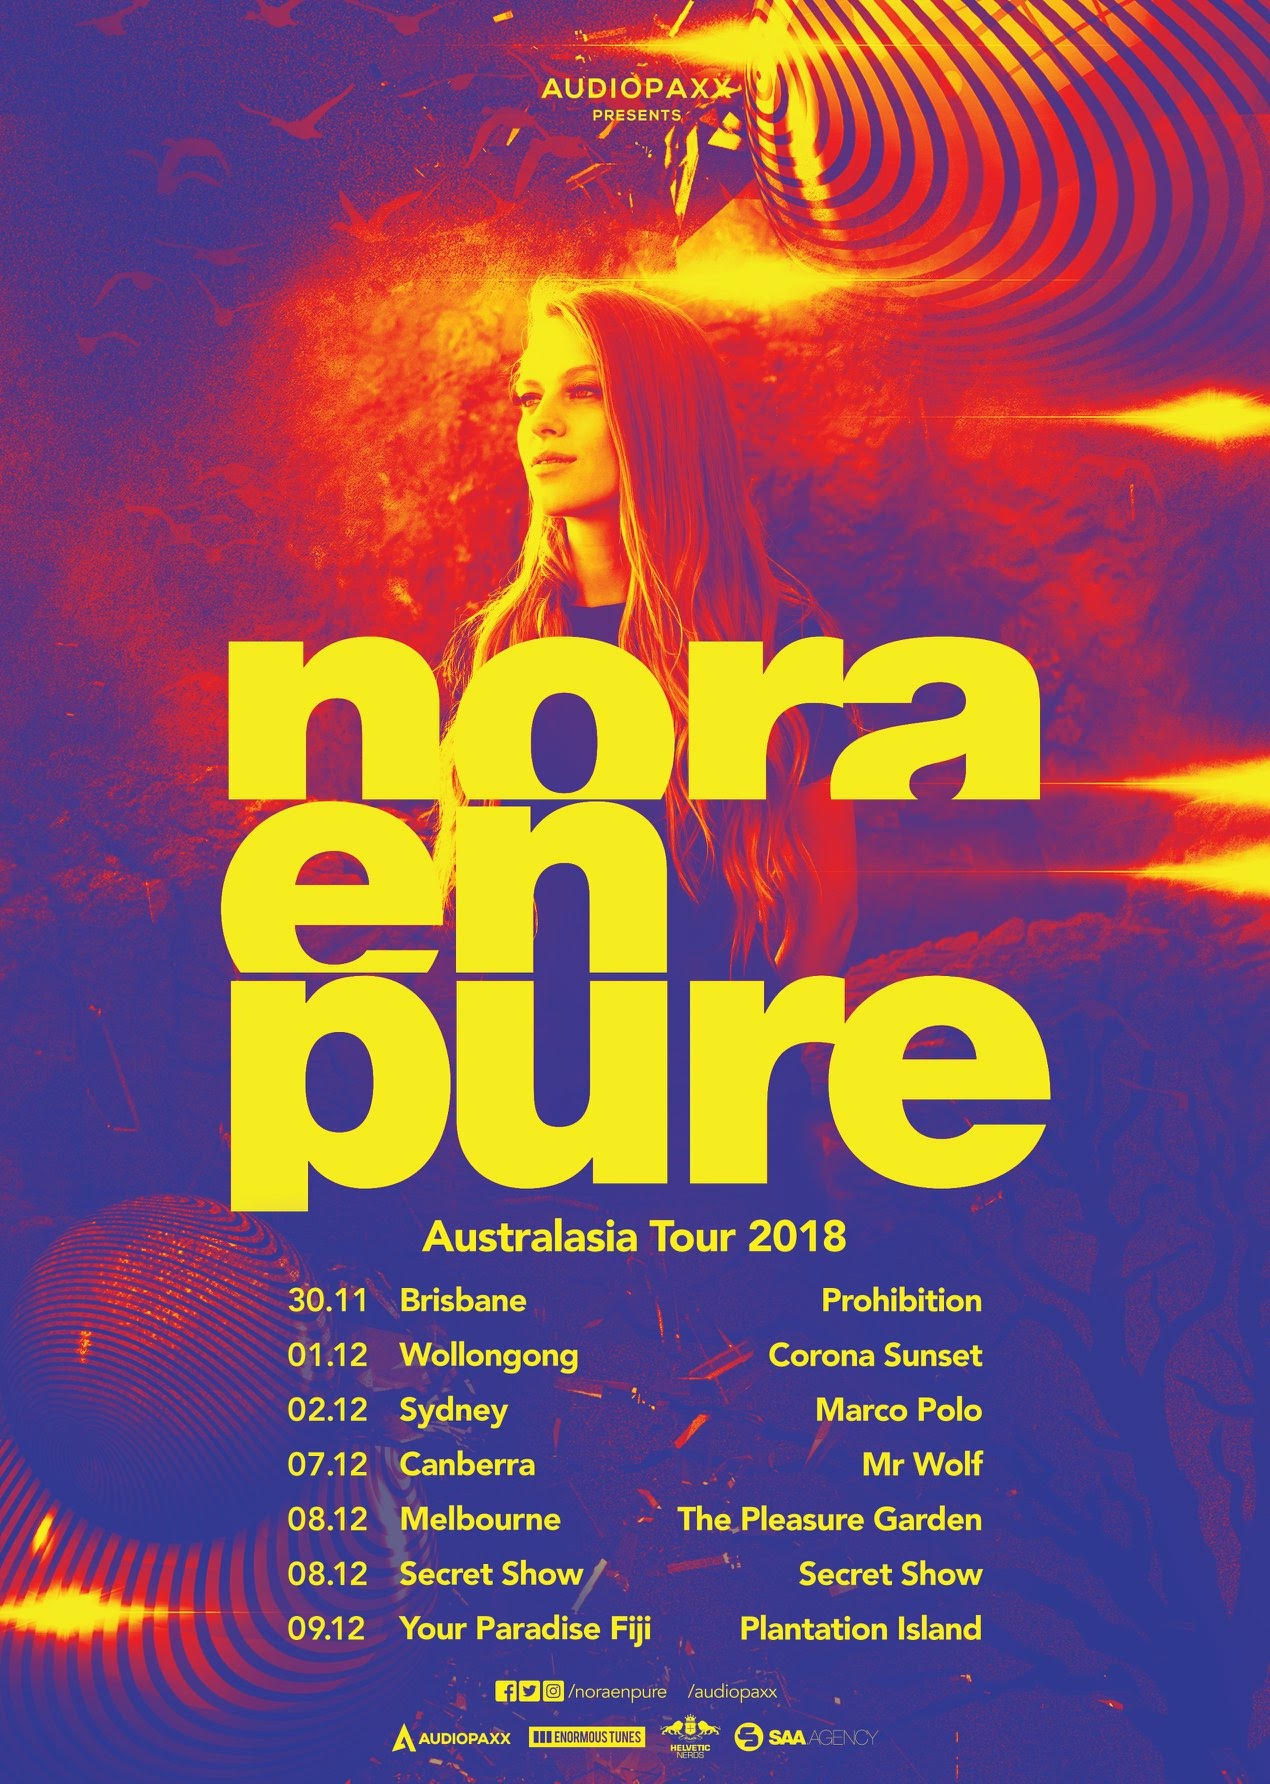 AUDIOPAXX
PRESENTS
nora
en
pure
Australasia Tour 2018
30.11 Brisbane Prohibition
01.12 Wollongong Corona Sunset
02.12 Sydney Marco Polo
07.12 Canberra Mr Wolf
08.12 Melbourne The Pleasure Garden
08.12 Secret Show Secret Show
09.12 Your Paradise Fiji Plantation Island
/noraenpure /audiopaxx
AUDIOPAXX ENORMOUS TUNES HELVETIC NERDS SAA.AGENCY